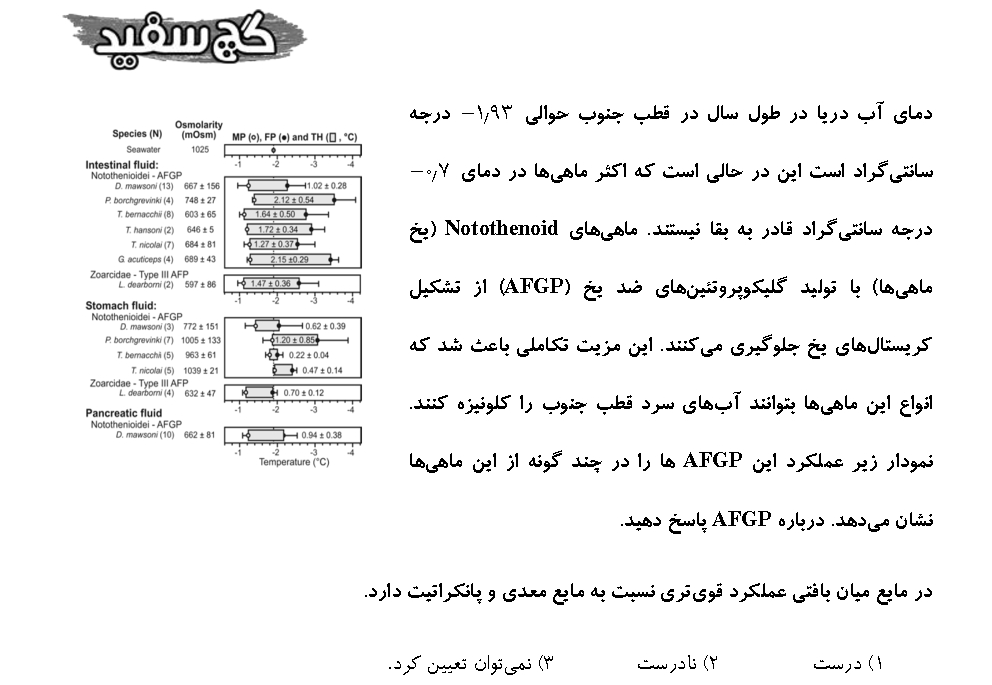 گچ سفید
دمای آب دریا در طول سال در قطب جنوب حوالی ۱٫۹۳− درجه
سانتی‌گراد است این در حالی است که اکثر ماهی‌ها در دمای ۰٫۷−
درجه سانتی‌گراد قادر به بقا نیستند. ماهی‌های Notothenoid (یخ
ماهی‌ها) با تولید گلیکوپروتئین‌های ضد یخ (AFGP) از تشکیل
کریستال‌های یخ جلوگیری می‌کنند. این مزیت تکاملی باعث شد که
انواع این ماهی‌ها بتوانند آب‌های سرد قطب جنوب را کلونیزه کنند.
نمودار زیر عملکرد این AFGP ها را در چند گونه از این ماهی‌ها
نشان می‌دهد. درباره AFGP پاسخ دهید.
Species (N) Osmolarity (mOsm) MP (o), FP (●) and TH (□, °C)
Seawater 1025
-1 -2 -3 -4
Intestinal fluid:
Notothenioidei - AFGP
D. mawsoni (13) 667 ± 156 1.02 ± 0.28
P. borchgrevinki (4) 748 ± 27 2.12 ± 0.54
T. bernacchii (8) 603 ± 65 1.64 ± 0.50
T. hansoni (2) 646 ± 5 1.72 ± 0.34
T. nicolai (7) 684 ± 81 1.27 ± 0.37
G. acuticeps (4) 689 ± 43 2.15 ±0.29
Zoarcidae - Type III AFP
L. dearborni (2) 597 ± 86 1.47 ± 0.36
-1 -2 -3 -4
Stomach fluid:
Notothenioidei - AFGP
D. mawsoni (3) 772 ± 151 0.62 ± 0.39
P. borchgrevinki (7) 1005 ± 133 1.20 ± 0.85
T. bernacchii (5) 963 ± 61 0.22 ± 0.04
T. nicolai (5) 1039 ± 21 0.47 ± 0.14
Zoarcidae - Type III AFP
L. dearborni (4) 632 ± 47 0.70 ± 0.12
-1 -2 -3 -4
Pancreatic fluid
Notothenioidei - AFGP
D. mawsoni (10) 662 ± 81 0.94 ± 0.38
-1 -2 -3 -4
Temperature (°C)
در مایع میان بافتی عملکرد قوی‌تری نسبت به مایع معدی و پانکراتیت دارد.
۱) درست ۲) نادرست ۳) نمی‌توان تعیین کرد.